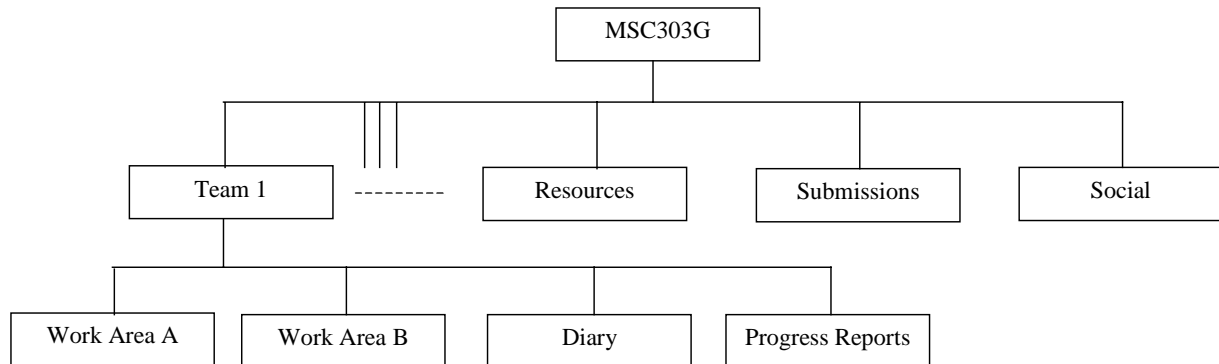 MSC303G
Team 1
Resources
Submissions
Social
Work Area A
Work Area B
Diary
Progress Reports